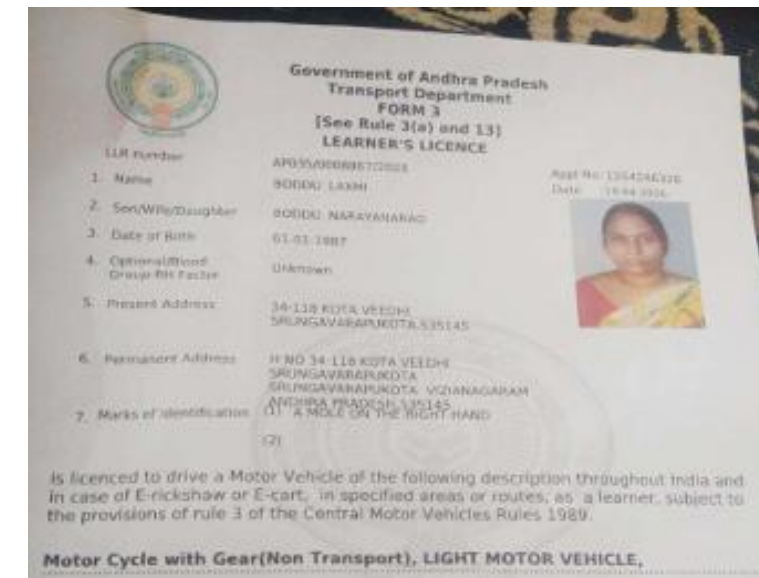 Government of Andhra Pradesh
Transport Department
FORM 3
[See Rule 3(a) and 13]
LEARNER'S LICENCE
LLR number
Appl No
Date
1. Name BODDU LAXMI
2. Son/Wife/Daughter BODDU NARAYANARAO
3. Date of Birth 01-01-1987
4. Optional/Blood Unknown
Group RH Factor
5. Present Address 34-118 KOTA VEEDHI
SRUNGAVARAPUKOTA,535145
6. Permanent Address H NO 34-118 KOTA VEEDHI
SRUNGAVARAPUKOTA
SRUNGAVARAPUKOTA VIZIANAGARAM
ANDHRA PRADESH 535145
7. Marks of Identification (1) A MOLE ON THE RIGHT HAND
(2)
is licenced to drive a Motor Vehicle of the following description throughout India and
in case of E-rickshaw or E-cart, in specified areas or routes, as a learner, subject to
the provisions of rule 3 of the Central Motor Vehicles Rules 1989.
Motor Cycle with Gear(Non Transport), LIGHT MOTOR VEHICLE,